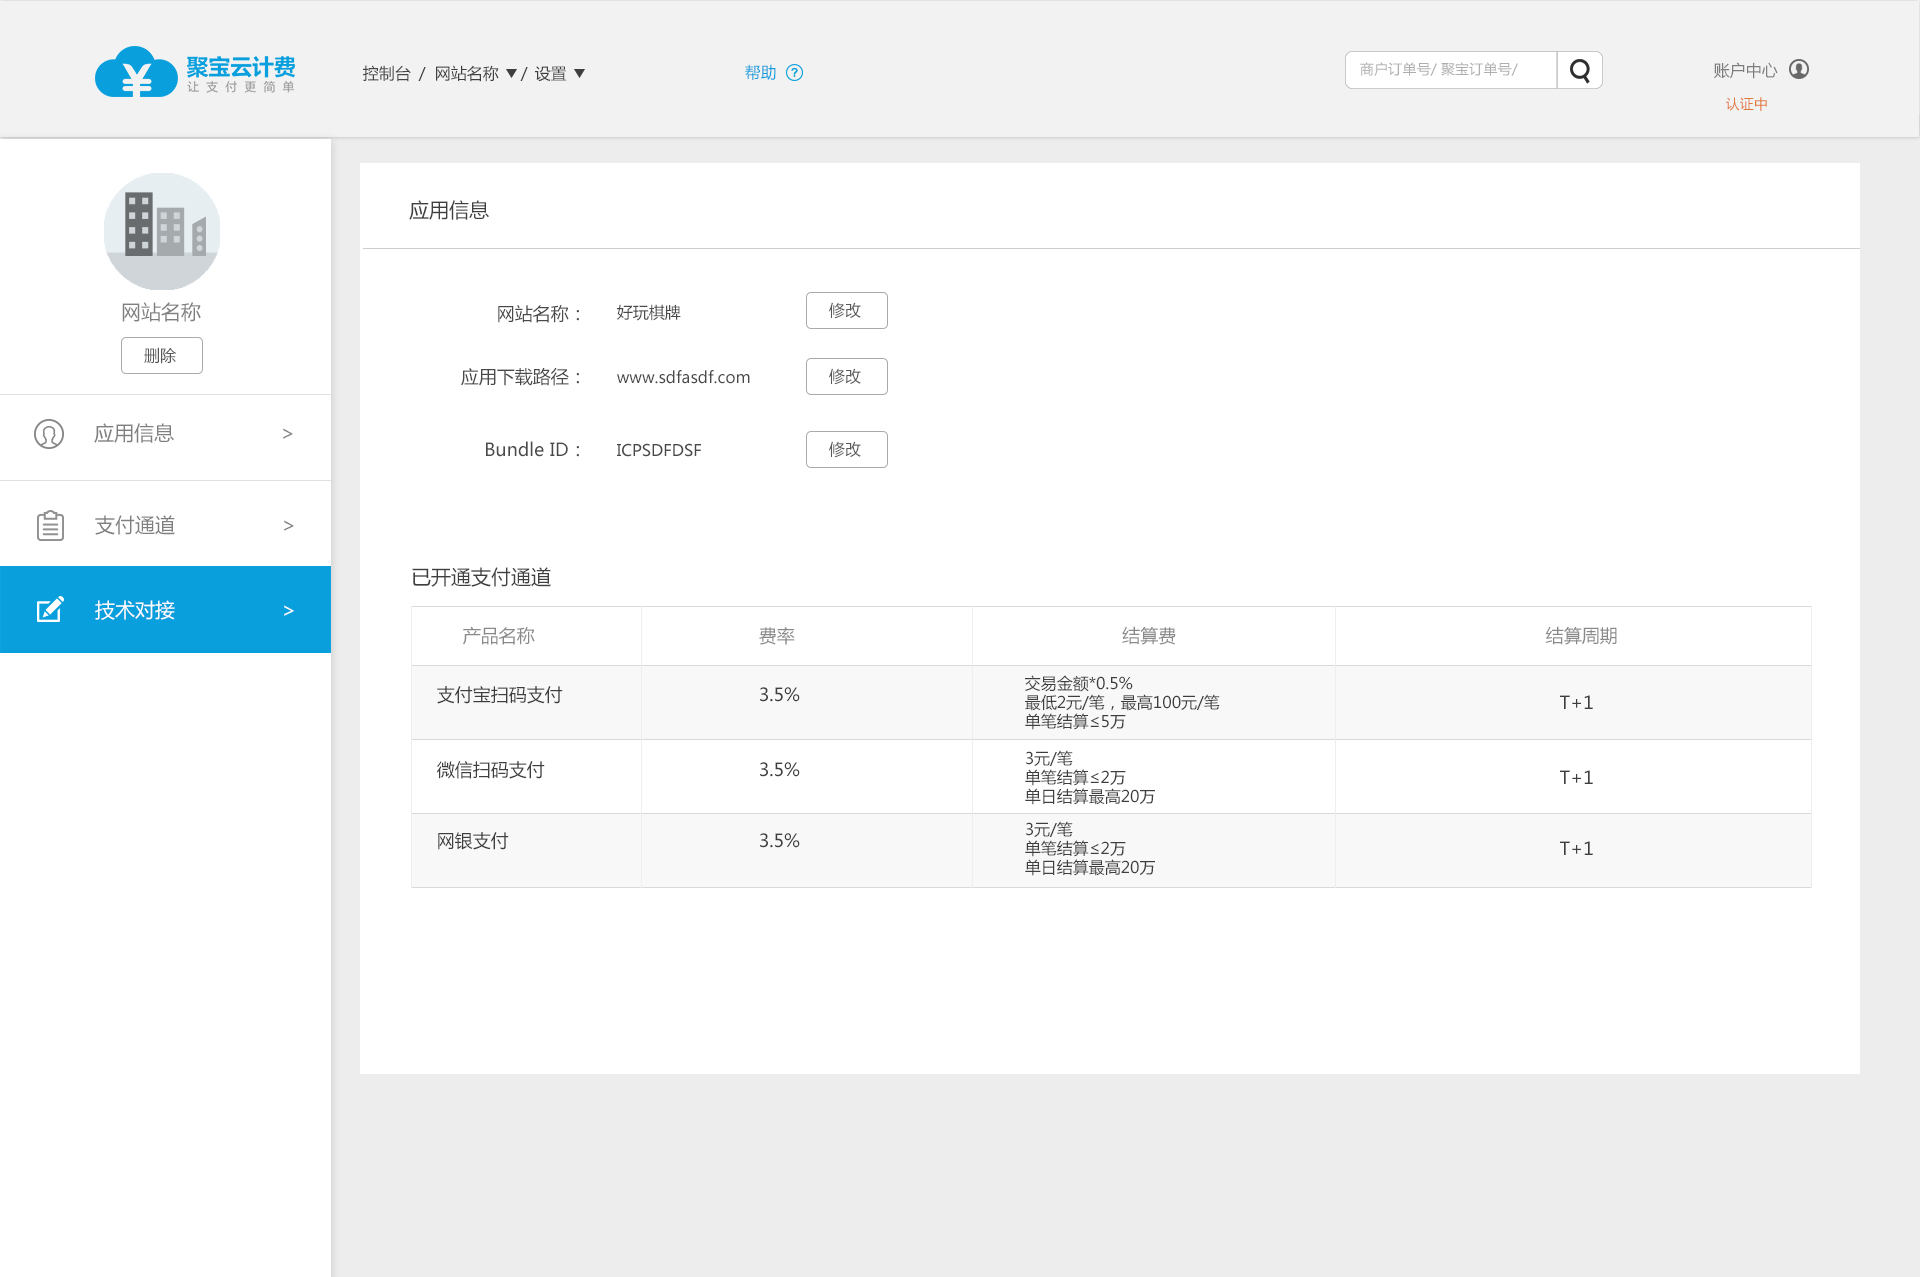 聚宝云计费
让支付更简单
控制台 / 网站名称 ▼ / 设置 ▼
帮助 ?
商户订单号/ 聚宝订单号/
账户中心
认证中
网站名称
删除
应用信息 >
支付通道 >
技术对接 >
应用信息
网站名称： 好玩棋牌 修改
应用下载路径： www.sdfasdf.com 修改
Bundle ID： ICPSDFDSF 修改
已开通支付通道
产品名称 费率 结算费 结算周期
支付宝扫码支付 3.5% 交易金额*0.5%
最低2元/笔，最高100元/笔
单笔结算≤5万
T+1
微信扫码支付 3.5% 3元/笔
单笔结算≤2万
单日结算最高20万
T+1
网银支付 3.5% 3元/笔
单笔结算≤2万
单日结算最高20万
T+1